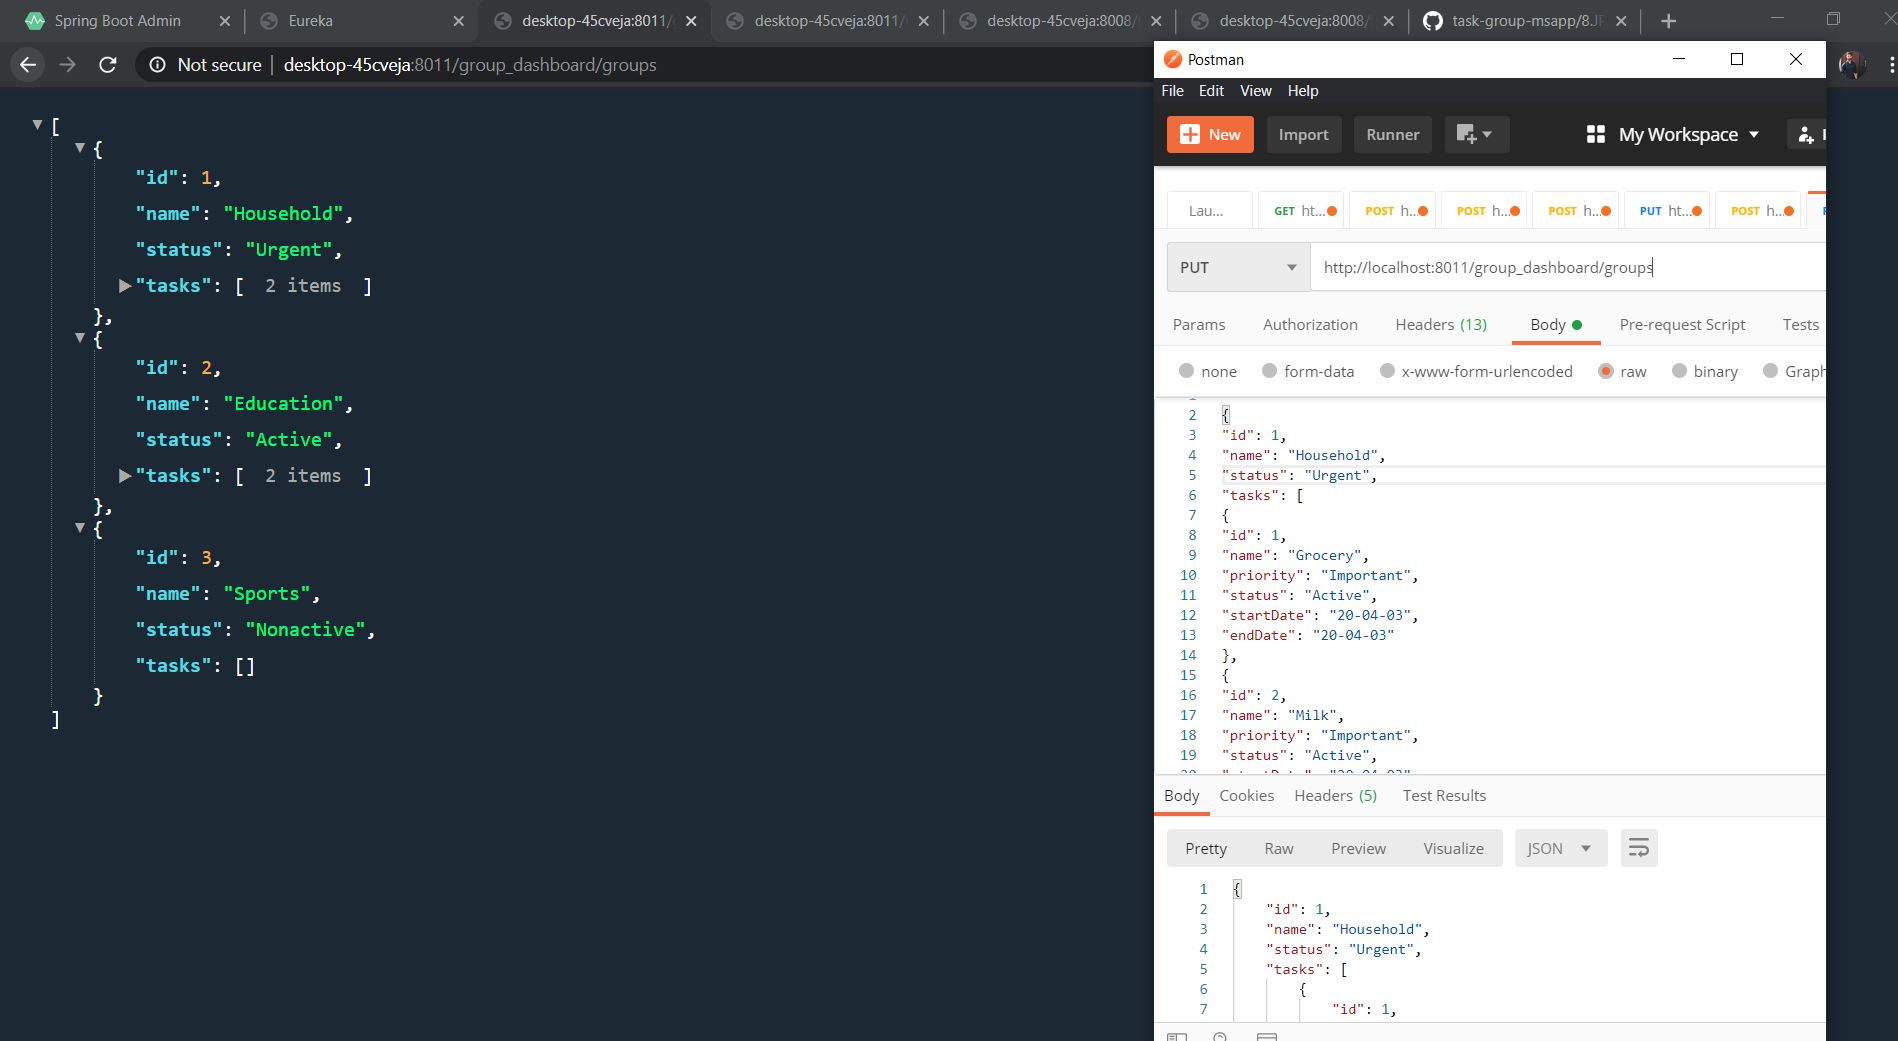 Spring Boot Admin
Eureka
desktop-45cveja:8011/
desktop-45cveja:8011/
desktop-45cveja:8008/
desktop-45cveja:8008/
task-group-msapp/8.JP
Not secure | desktop-45cveja:8011/group_dashboard/groups
[
{
"id": 1,
"name": "Household",
"status": "Urgent",
"tasks": [ 2 items ]
},
{
"id": 2,
"name": "Education",
"status": "Active",
"tasks": [ 2 items ]
},
{
"id": 3,
"name": "Sports",
"status": "Nonactive",
"tasks": []
}
]
Postman
File Edit View Help
New Import Runner My Workspace
Lau... GET ht... POST h... POST h... POST h... PUT ht... POST h...
PUT http://localhost:8011/group_dashboard/groups
Params Authorization Headers (13) Body Pre-request Script Tests
none form-data x-www-form-urlencoded raw binary Graph
2 {
3 "id": 1,
4 "name": "Household",
5 "status": "Urgent",
6 "tasks": [
7 {
8 "id": 1,
9 "name": "Grocery",
10 "priority": "Important",
11 "status": "Active",
12 "startDate": "20-04-03",
13 "endDate": "20-04-03"
14 },
15 {
16 "id": 2,
17 "name": "Milk",
18 "priority": "Important",
19 "status": "Active",
Body Cookies Headers (5) Test Results
Pretty Raw Preview Visualize JSON
1 {
2 "id": 1,
3 "name": "Household",
4 "status": "Urgent",
5 "tasks": [
6 {
7 "id": 1,